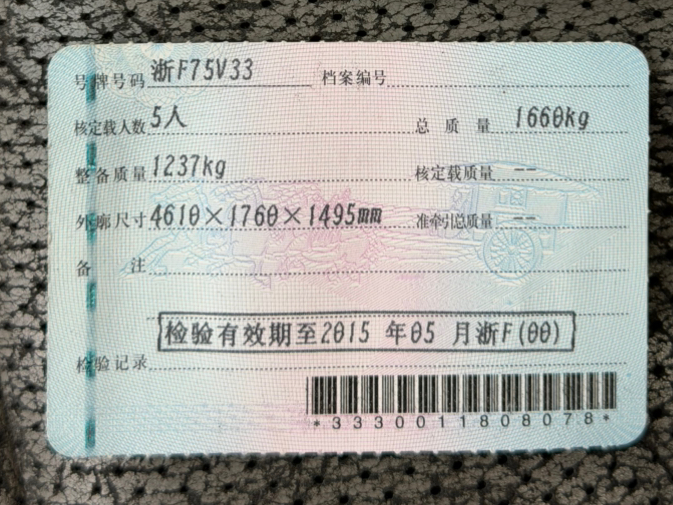 号牌号码 浙F75V33 档案编号
核定载人数 5人 总质量 1660kg
整备质量 1237kg 核定载质量 --
外廓尺寸 4610×1760×1495mm 准牵引总质量 --
备注
检验有效期至2015 年05 月浙F(00)
检验记录
*3330011808078*